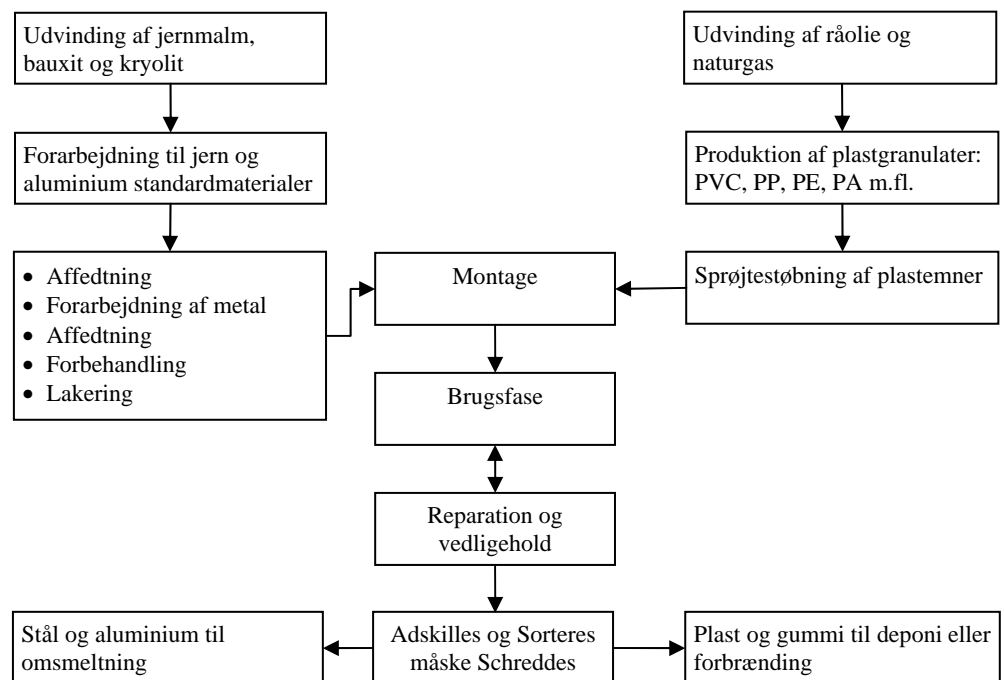 Udvinding af jernmalm,
bauxit og kryolit
Udvinding af råolie og
naturgas
Forarbejdning til jern og
aluminium standardmaterialer
Produktion af plastgranulater:
PVC, PP, PE, PA m.fl.
• Affedtning
• Forarbejdning af metal
• Affedtning
• Forbehandling
• Lakering
Montage
Sprøjtestøbning af plastemner
Brugsfase
Reparation og
vedligehold
Stål og aluminium til
omsmeltning
Adskilles og Sorteres
måske Schreddes
Plast og gummi til deponi eller
forbrænding